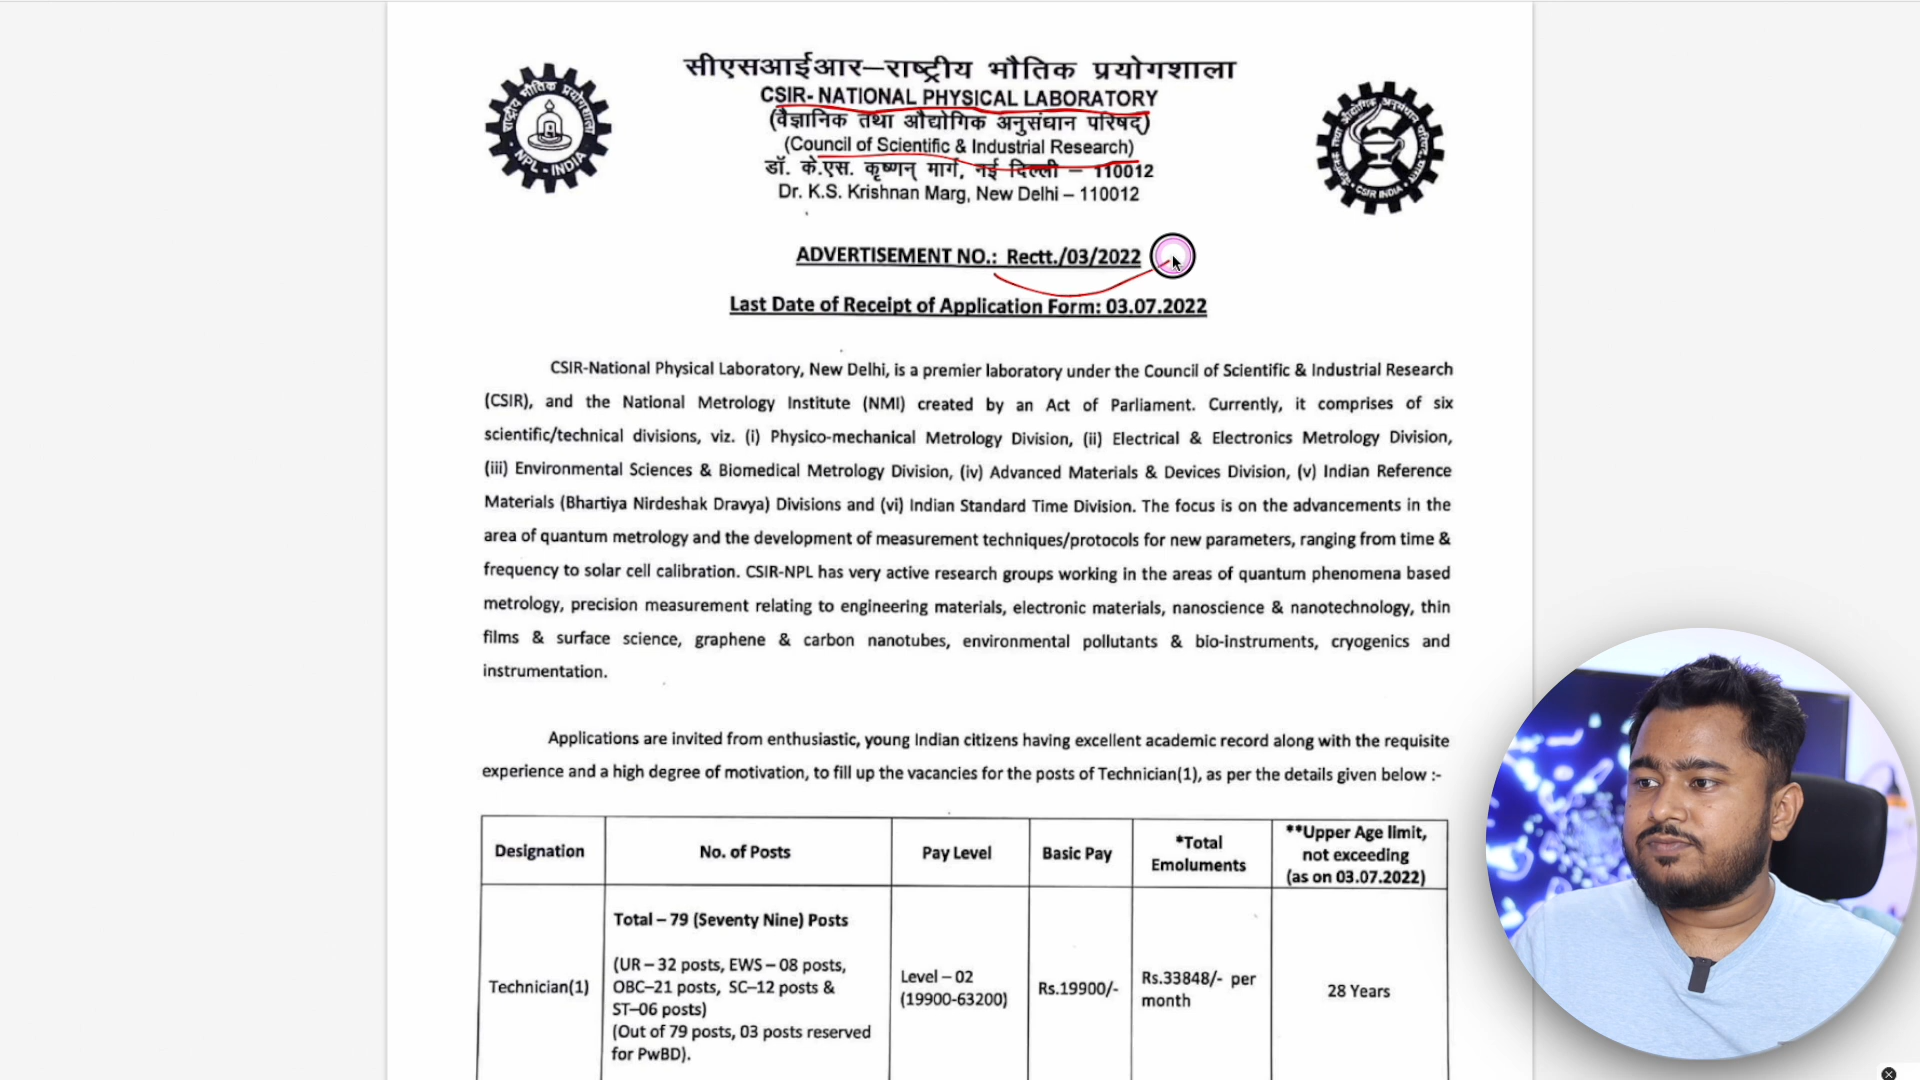 सीएसआईआर–राष्ट्रीय भौतिक प्रयोगशाला
CSIR- NATIONAL PHYSICAL LABORATORY
(वैज्ञानिक तथा औद्योगिक अनुसंधान परिषद्)
(Council of Scientific & Industrial Research)
डॉ. के.एस. कृष्णन् मार्ग, नई दिल्ली – 110012
Dr. K.S. Krishnan Marg, New Delhi – 110012
राष्ट्रीय भौतिक प्रयोगशाला
NPL - INDIA
CSIR INDIA
ADVERTISEMENT NO.: Rectt./03/2022
Last Date of Receipt of Application Form: 03.07.2022
CSIR-National Physical Laboratory, New Delhi, is a premier laboratory under the Council of Scientific & Industrial Research
(CSIR), and the National Metrology Institute (NMI) created by an Act of Parliament. Currently, it comprises of six
scientific/technical divisions, viz. (i) Physico-mechanical Metrology Division, (ii) Electrical & Electronics Metrology Division,
(iii) Environmental Sciences & Biomedical Metrology Division, (iv) Advanced Materials & Devices Division, (v) Indian Reference
Materials (Bhartiya Nirdeshak Dravya) Divisions and (vi) Indian Standard Time Division. The focus is on the advancements in the
area of quantum metrology and the development of measurement techniques/protocols for new parameters, ranging from time &
frequency to solar cell calibration. CSIR-NPL has very active research groups working in the areas of quantum phenomena based
metrology, precision measurement relating to engineering materials, electronic materials, nanoscience & nanotechnology, thin
films & surface science, graphene & carbon nanotubes, environmental pollutants & bio-instruments, cryogenics and
instrumentation.
Applications are invited from enthusiastic, young Indian citizens having excellent academic record along with the requisite
experience and a high degree of motivation, to fill up the vacancies for the posts of Technician(1), as per the details given below :-
Designation
No. of Posts
Pay Level
Basic Pay
*Total
Emoluments
**Upper Age limit,
not exceeding
(as on 03.07.2022)
Technician(1)
Total – 79 (Seventy Nine) Posts
(UR – 32 posts, EWS – 08 posts,
OBC–21 posts, SC–12 posts &
ST–06 posts)
(Out of 79 posts, 03 posts reserved
for PwBD).
Level – 02
(19900-63200)
Rs.19900/-
Rs.33848/- per
month
28 Years